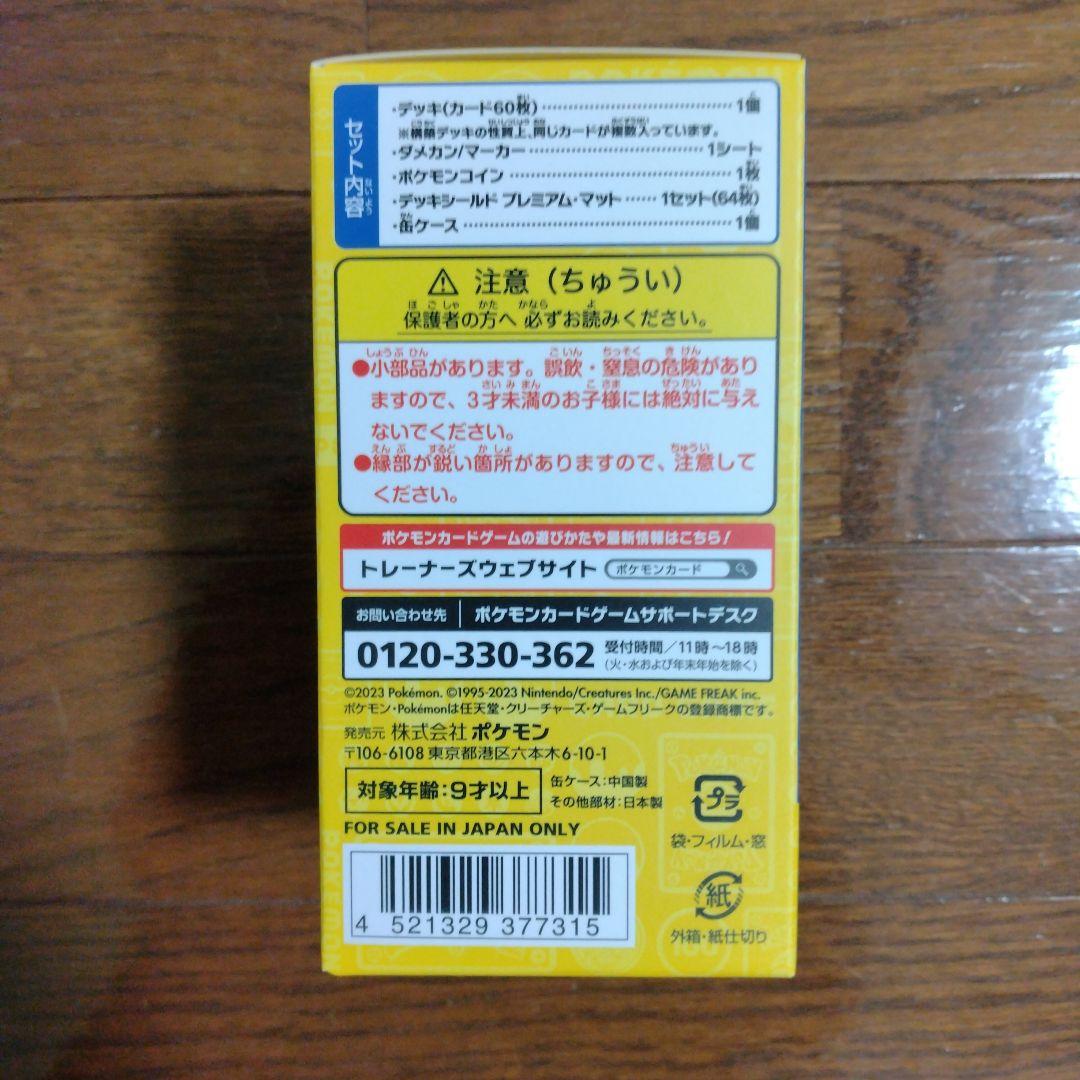 セット内容
・デッキ(カード60枚) 1個
※構築デッキの性質上、同じカードが複数入っています。
・ダメカン/マーカー 1シート
・ポケモンコイン 1枚
・デッキシールド プレミアム・マット 1セット(64枚)
・缶ケース 1個
⚠ 注意(ちゅうい)
保護者の方へ 必ずお読みください。
●小部品があります。誤飲・窒息の危険があり
ますので、3才未満のお子様には絶対に与え
ないでください。
●縁部が鋭い箇所がありますので、注意して
ください。
ポケモンカードゲームの遊びかたや最新情報はこちら!
トレーナーズウェブサイト ポケモンカード
お問い合わせ先 ポケモンカードゲームサポートデスク
0120-330-362 受付時間/11時~18時
(火・水および年末年始を除く)
©2023 Pokémon. ©1995-2023 Nintendo/Creatures Inc./GAME FREAK inc.
ポケモン・Pokémonは任天堂・クリーチャーズ・ゲームフリークの登録商標です。
発売元 株式会社ポケモン
〒106-6108 東京都港区六本木6-10-1
対象年齢:9才以上
缶ケース:中国製
その他部材:日本製
プラ
袋・フィルム・窓
FOR SALE IN JAPAN ONLY
4 521329 377315
紙
外箱・紙仕切り
POKÉMON